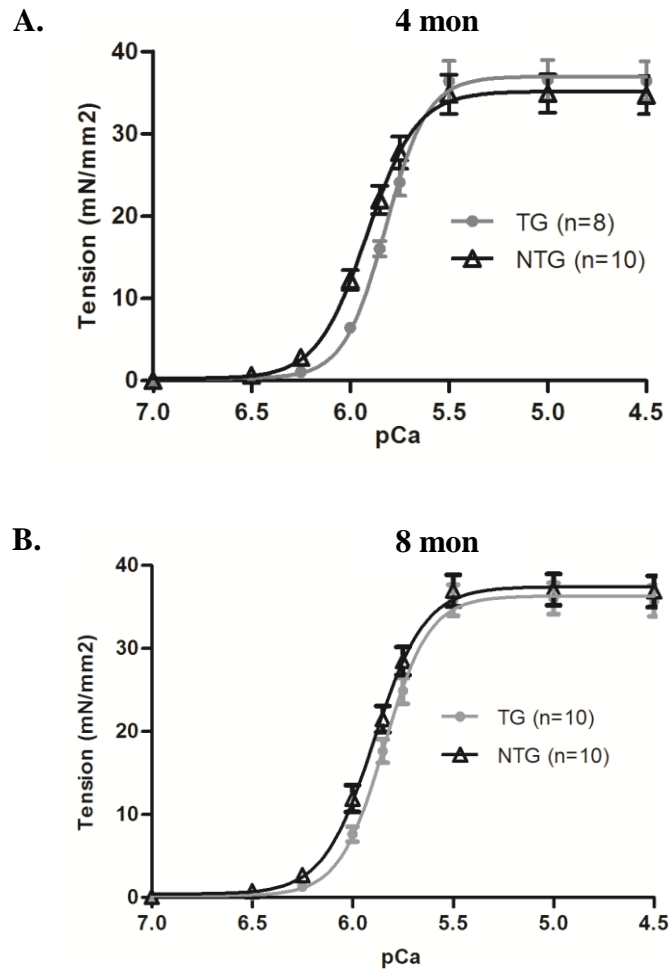 A.
4 mon
40
30
20
10
0
Tension (mN/mm2)
TG (n=8)
NTG (n=10)
7.0 6.5 6.0 5.5 5.0 4.5
pCa
B.
8 mon
40
30
20
10
0
Tension (mN/mm2)
TG (n=10)
NTG (n=10)
7.0 6.5 6.0 5.5 5.0 4.5
pCa